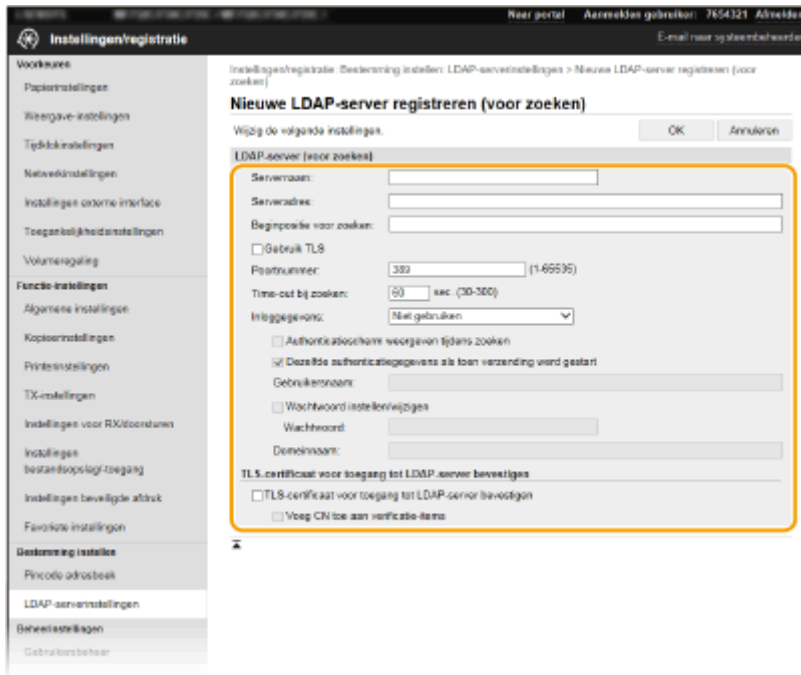 Naar portal Aanmelden gebruiker: 7654321 Afmelden
Instellingen/registratie
E-mail naar systeembeheerder
Voorkeuren
Papierinstellingen
Weergave-instellingen
Tijdklokinstellingen
Netwerkinstellingen
Instellingen externe interface
Toegankelijkheidsinstellingen
Volumeregeling
Functie-instellingen
Algemene instellingen
Kopieerinstellingen
Printerinstellingen
TX-instellingen
Instellingen voor RX/doorsturen
Instellingen
bestandsopslag/-toegang
Instellingen beveiligde afdruk
Favoriete instellingen
Bestemming instellen
Pincode adresboek
LDAP-serverinstellingen
Beheerinstellingen
Gebruikersbeheer
Instellingen/registratie: Bestemming instellen: LDAP-serverinstellingen > Nieuwe LDAP-server registreren (voor
zoeken)
Nieuwe LDAP-server registreren (voor zoeken)
Wijzig de volgende instellingen.
OK
Annuleren
LDAP-server (voor zoeken)
Servernaam:
Serveradres:
Beginpositie voor zoeken:
Gebruik TLS
Poortnummer: 389 (1-65535)
Time-out bij zoeken: 60 sec. (30-300)
Inloggegevens: Niet gebruiken
Authenticatiescherm weergeven tijdens zoeken
Dezelfde authenticatiegegevens als toen verzending werd gestart
Gebruikersnaam:
Wachtwoord instellen/wijzigen
Wachtwoord:
Domeinnaam:
TLS-certificaat voor toegang tot LDAP-server bevestigen
TLS-certificaat voor toegang tot LDAP-server bevestigen
Voeg CN toe aan verificatie-items